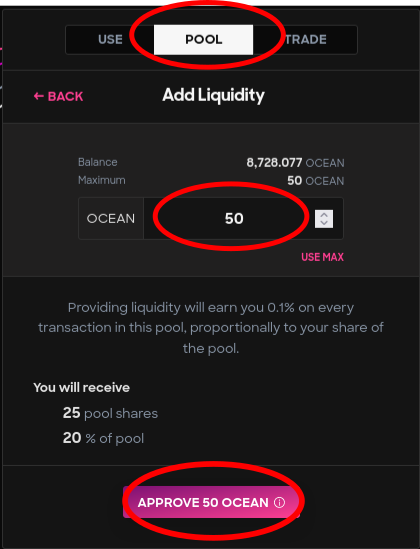 USE POOL TRADE
← BACK Add Liquidity
Balance 8,728.077 OCEAN
Maximum 50 OCEAN
OCEAN 50
USE MAX
Providing liquidity will earn you 0.1% on every
transaction in this pool, proportionally to your share of
the pool.
You will receive
25 pool shares
20 % of pool
APPROVE 50 OCEAN